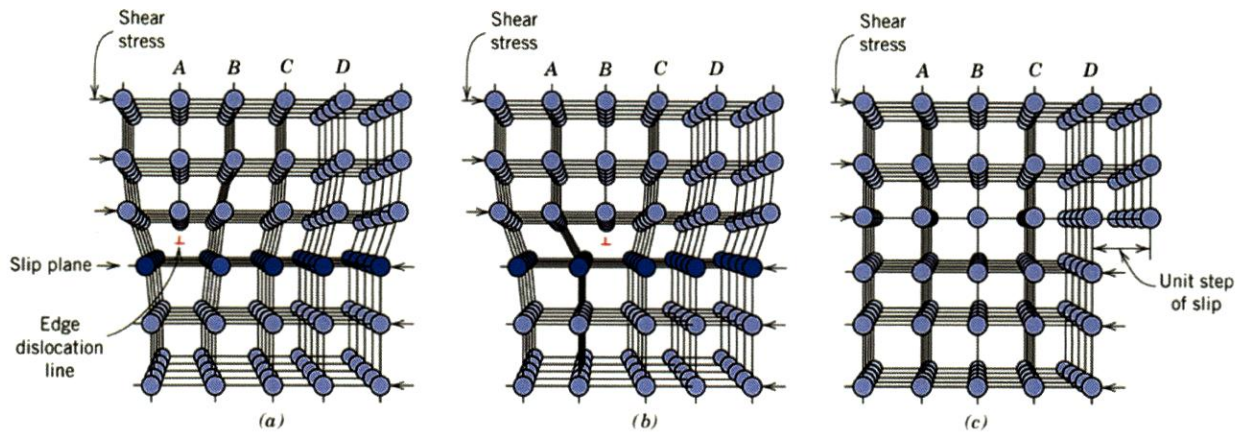 Shear
stress
A B C D
Slip plane
Edge
dislocation
line
(a)
Shear
stress
A B C D
(b)
Shear
stress
A B C D
Unit step
of slip
(c)